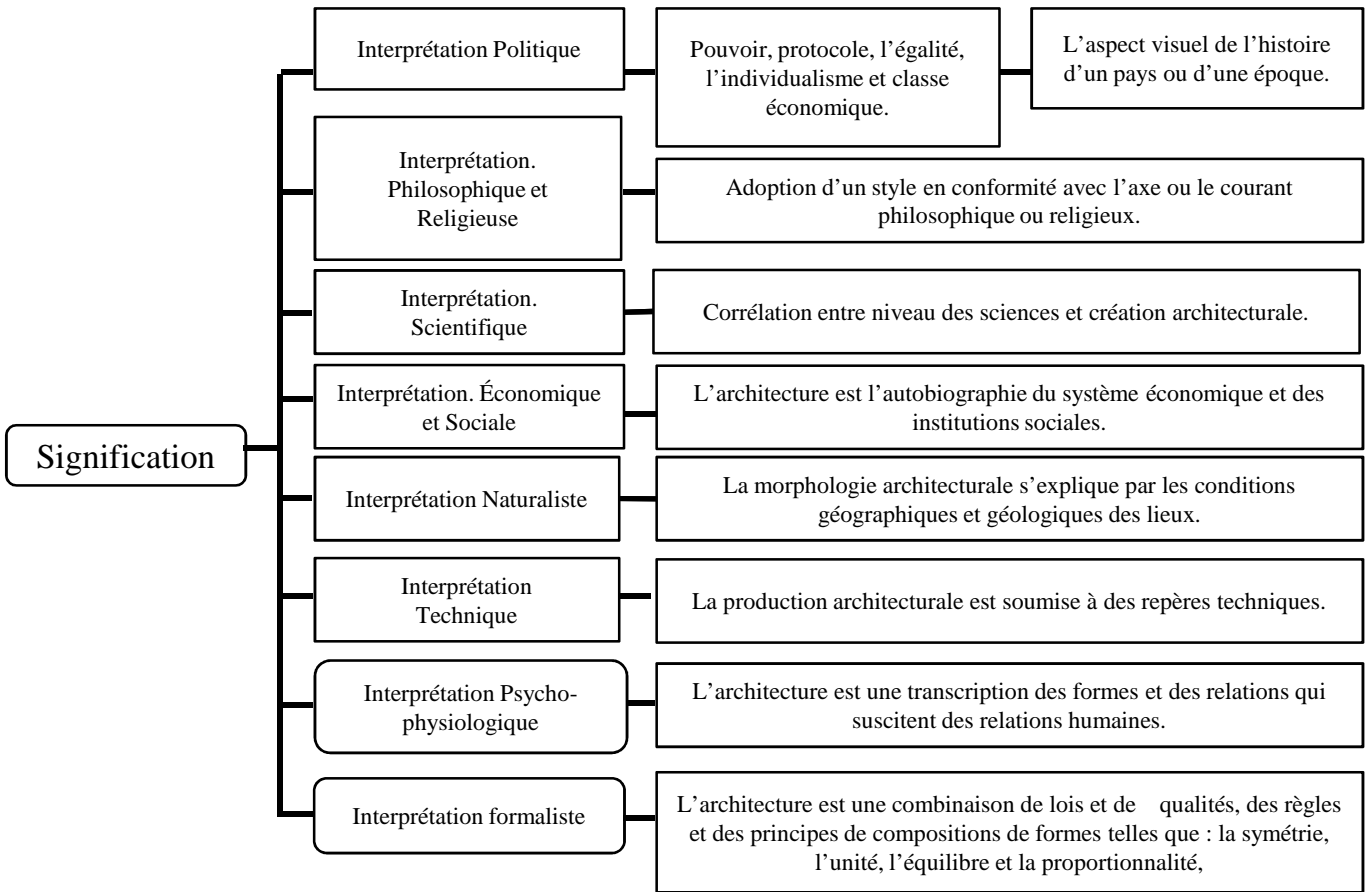 Signification
Interprétation Politique
Pouvoir, protocole, l’égalité,
l’individualisme et classe
économique.
L’aspect visuel de l’histoire
d’un pays ou d’une époque.
Interprétation.
Philosophique et
Religieuse
Adoption d’un style en conformité avec l’axe ou le courant
philosophique ou religieux.
Interprétation.
Scientifique
Corrélation entre niveau des sciences et création architecturale.
Interprétation. Économique
et Sociale
L’architecture est l’autobiographie du système économique et des
institutions sociales.
Interprétation Naturaliste
La morphologie architecturale s’explique par les conditions
géographiques et géologiques des lieux.
Interprétation
Technique
La production architecturale est soumise à des repères techniques.
Interprétation Psycho-
physiologique
L’architecture est une transcription des formes et des relations qui
suscitent des relations humaines.
Interprétation formaliste
L’architecture est une combinaison de lois et de qualités, des règles
et des principes de compositions de formes telles que : la symétrie,
l’unité, l’équilibre et la proportionnalité,